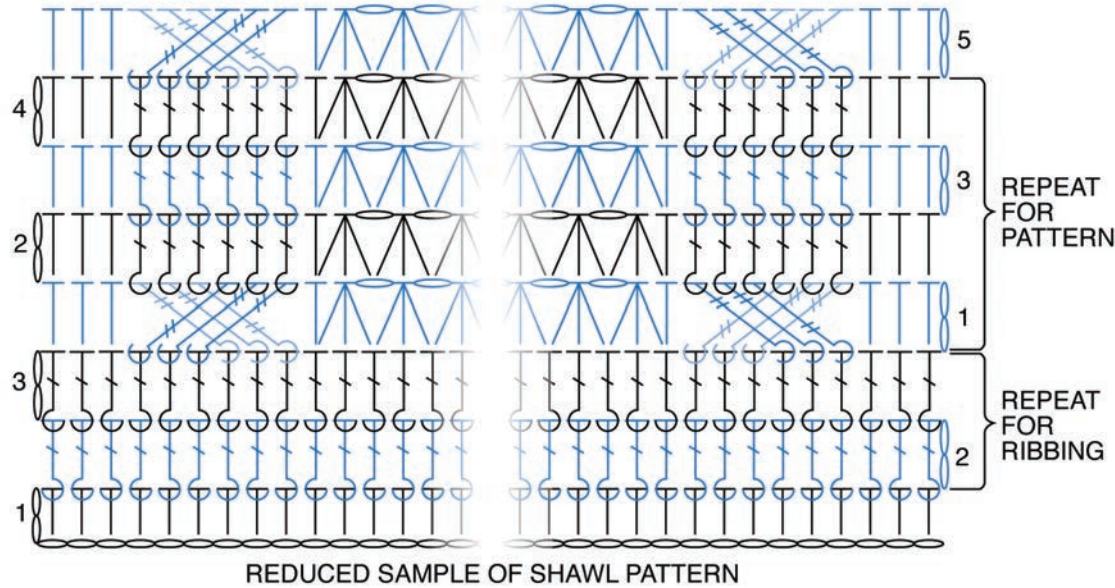 5
4
3
2
1
REPEAT
FOR
PATTERN
3
2
1
REPEAT
FOR
RIBBING
REDUCED SAMPLE OF SHAWL PATTERN